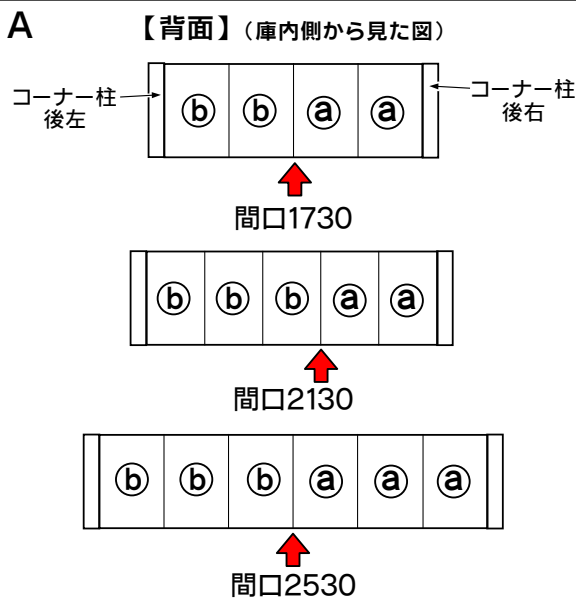 A 【背面】（庫内側から見た図）
コーナー柱
後左
ⓑ ⓑ ⓐ ⓐ
コーナー柱
後右
間口1730
ⓑ ⓑ ⓑ ⓐ ⓐ
間口2130
ⓑ ⓑ ⓑ ⓐ ⓐ ⓐ
間口2530